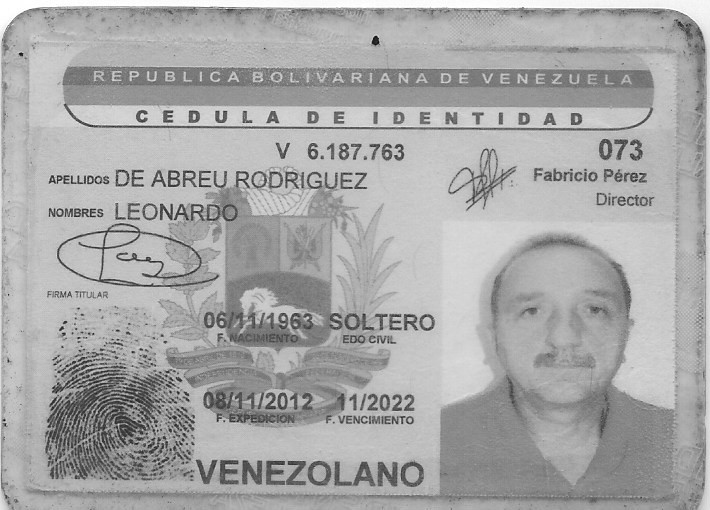 REPUBLICA BOLIVARIANA DE VENEZUELA
CEDULA DE IDENTIDAD
V 6.187.763
073
APELLIDOS DE ABREU RODRIGUEZ
Fabricio Pérez
Director
NOMBRES LEONARDO
FIRMA TITULAR
06/11/1963 SOLTERO
F. NACIMIENTO EDO CIVIL
08/11/2012 11/2022
F. EXPEDICION F. VENCIMIENTO
VENEZOLANO